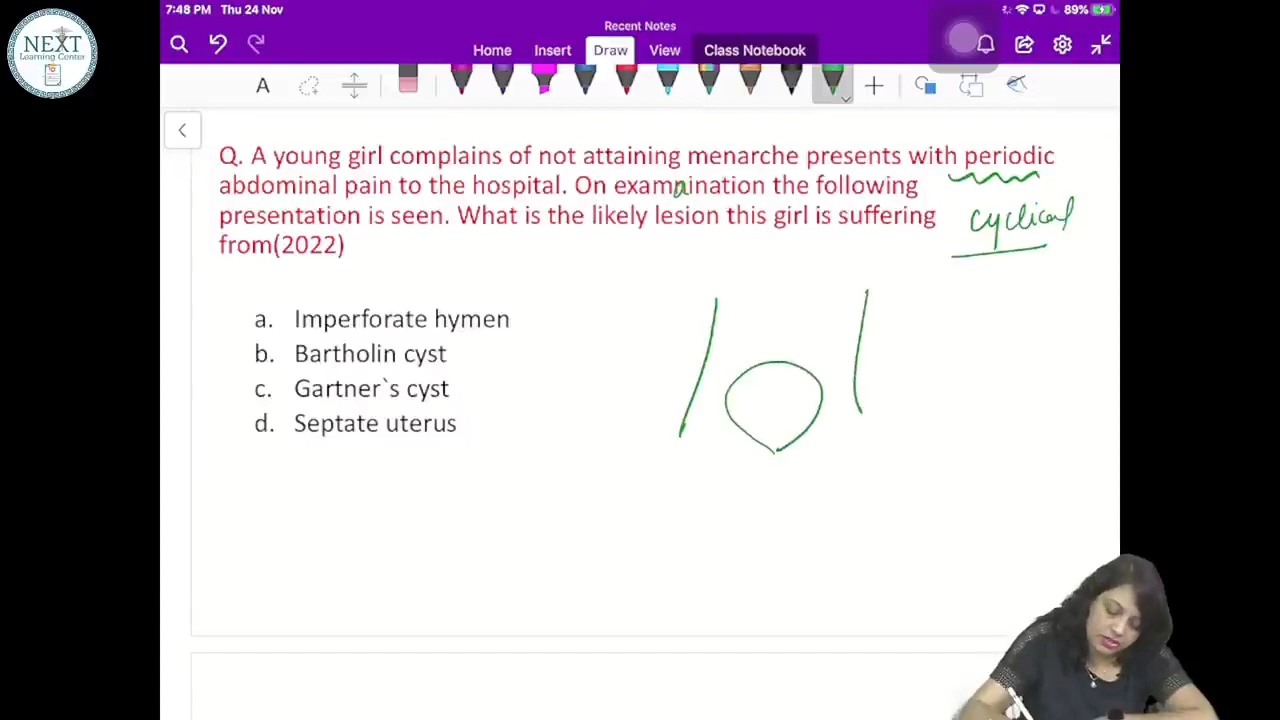 7:48 PM Thu 24 Nov
89%
Recent Notes
Home Insert Draw View Class Notebook
NEXT
Learning Center
A
Q. A young girl complains of not attaining menarche presents with periodic
abdominal pain to the hospital. On examaination the following
presentation is seen. What is the likely lesion this girl is suffering
cyclical
from(2022)
a. Imperforate hymen
b. Bartholin cyst
c. Gartner`s cyst
d. Septate uterus